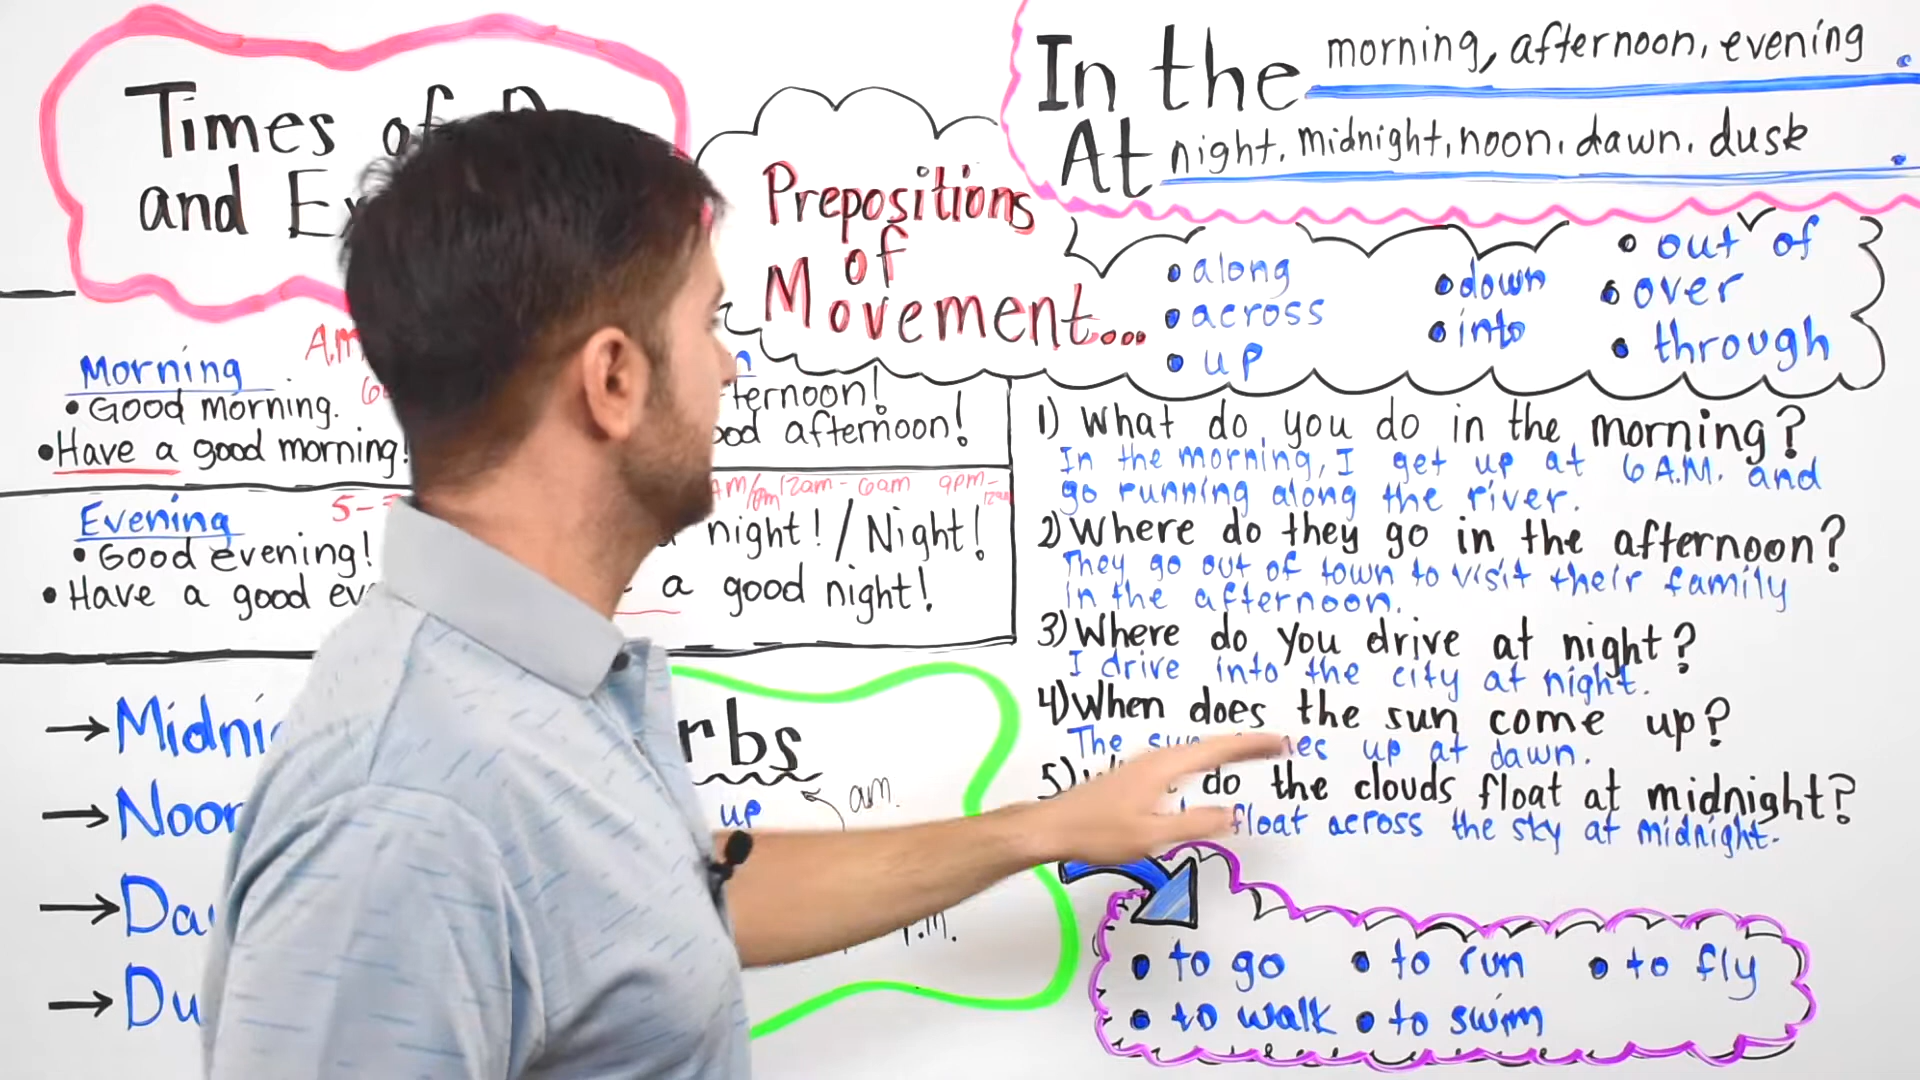 Times of
and
Prepositions
of
Movement...
In the morning, afternoon, evening.
At night, midnight, noon, dawn, dusk.
• along
• across
• up
• down
• into
• out of
• over
• through
Morning
• Good morning.
• Have a good morning!
afternoon!
good afternoon!
Evening
• Good evening!
• Have a good
12am - 6am 9pm-
night! / Night!
a good night!
→ 
→ 
→ 
→ 
up
am.
P.M.
1) What do you do in the morning?
In the morning, I get up at 6 A.M. and
go running along the river.
2) Where do they go in the afternoon?
They go out of town to visit their family
in the afternoon.
3) Where do you drive at night?
I drive into the city at night.
4) When does the sun come up?
The sun up at dawn.
5) do the clouds float at midnight?
float across the sky at midnight.
• to go • to run • to fly
• to walk • to swim